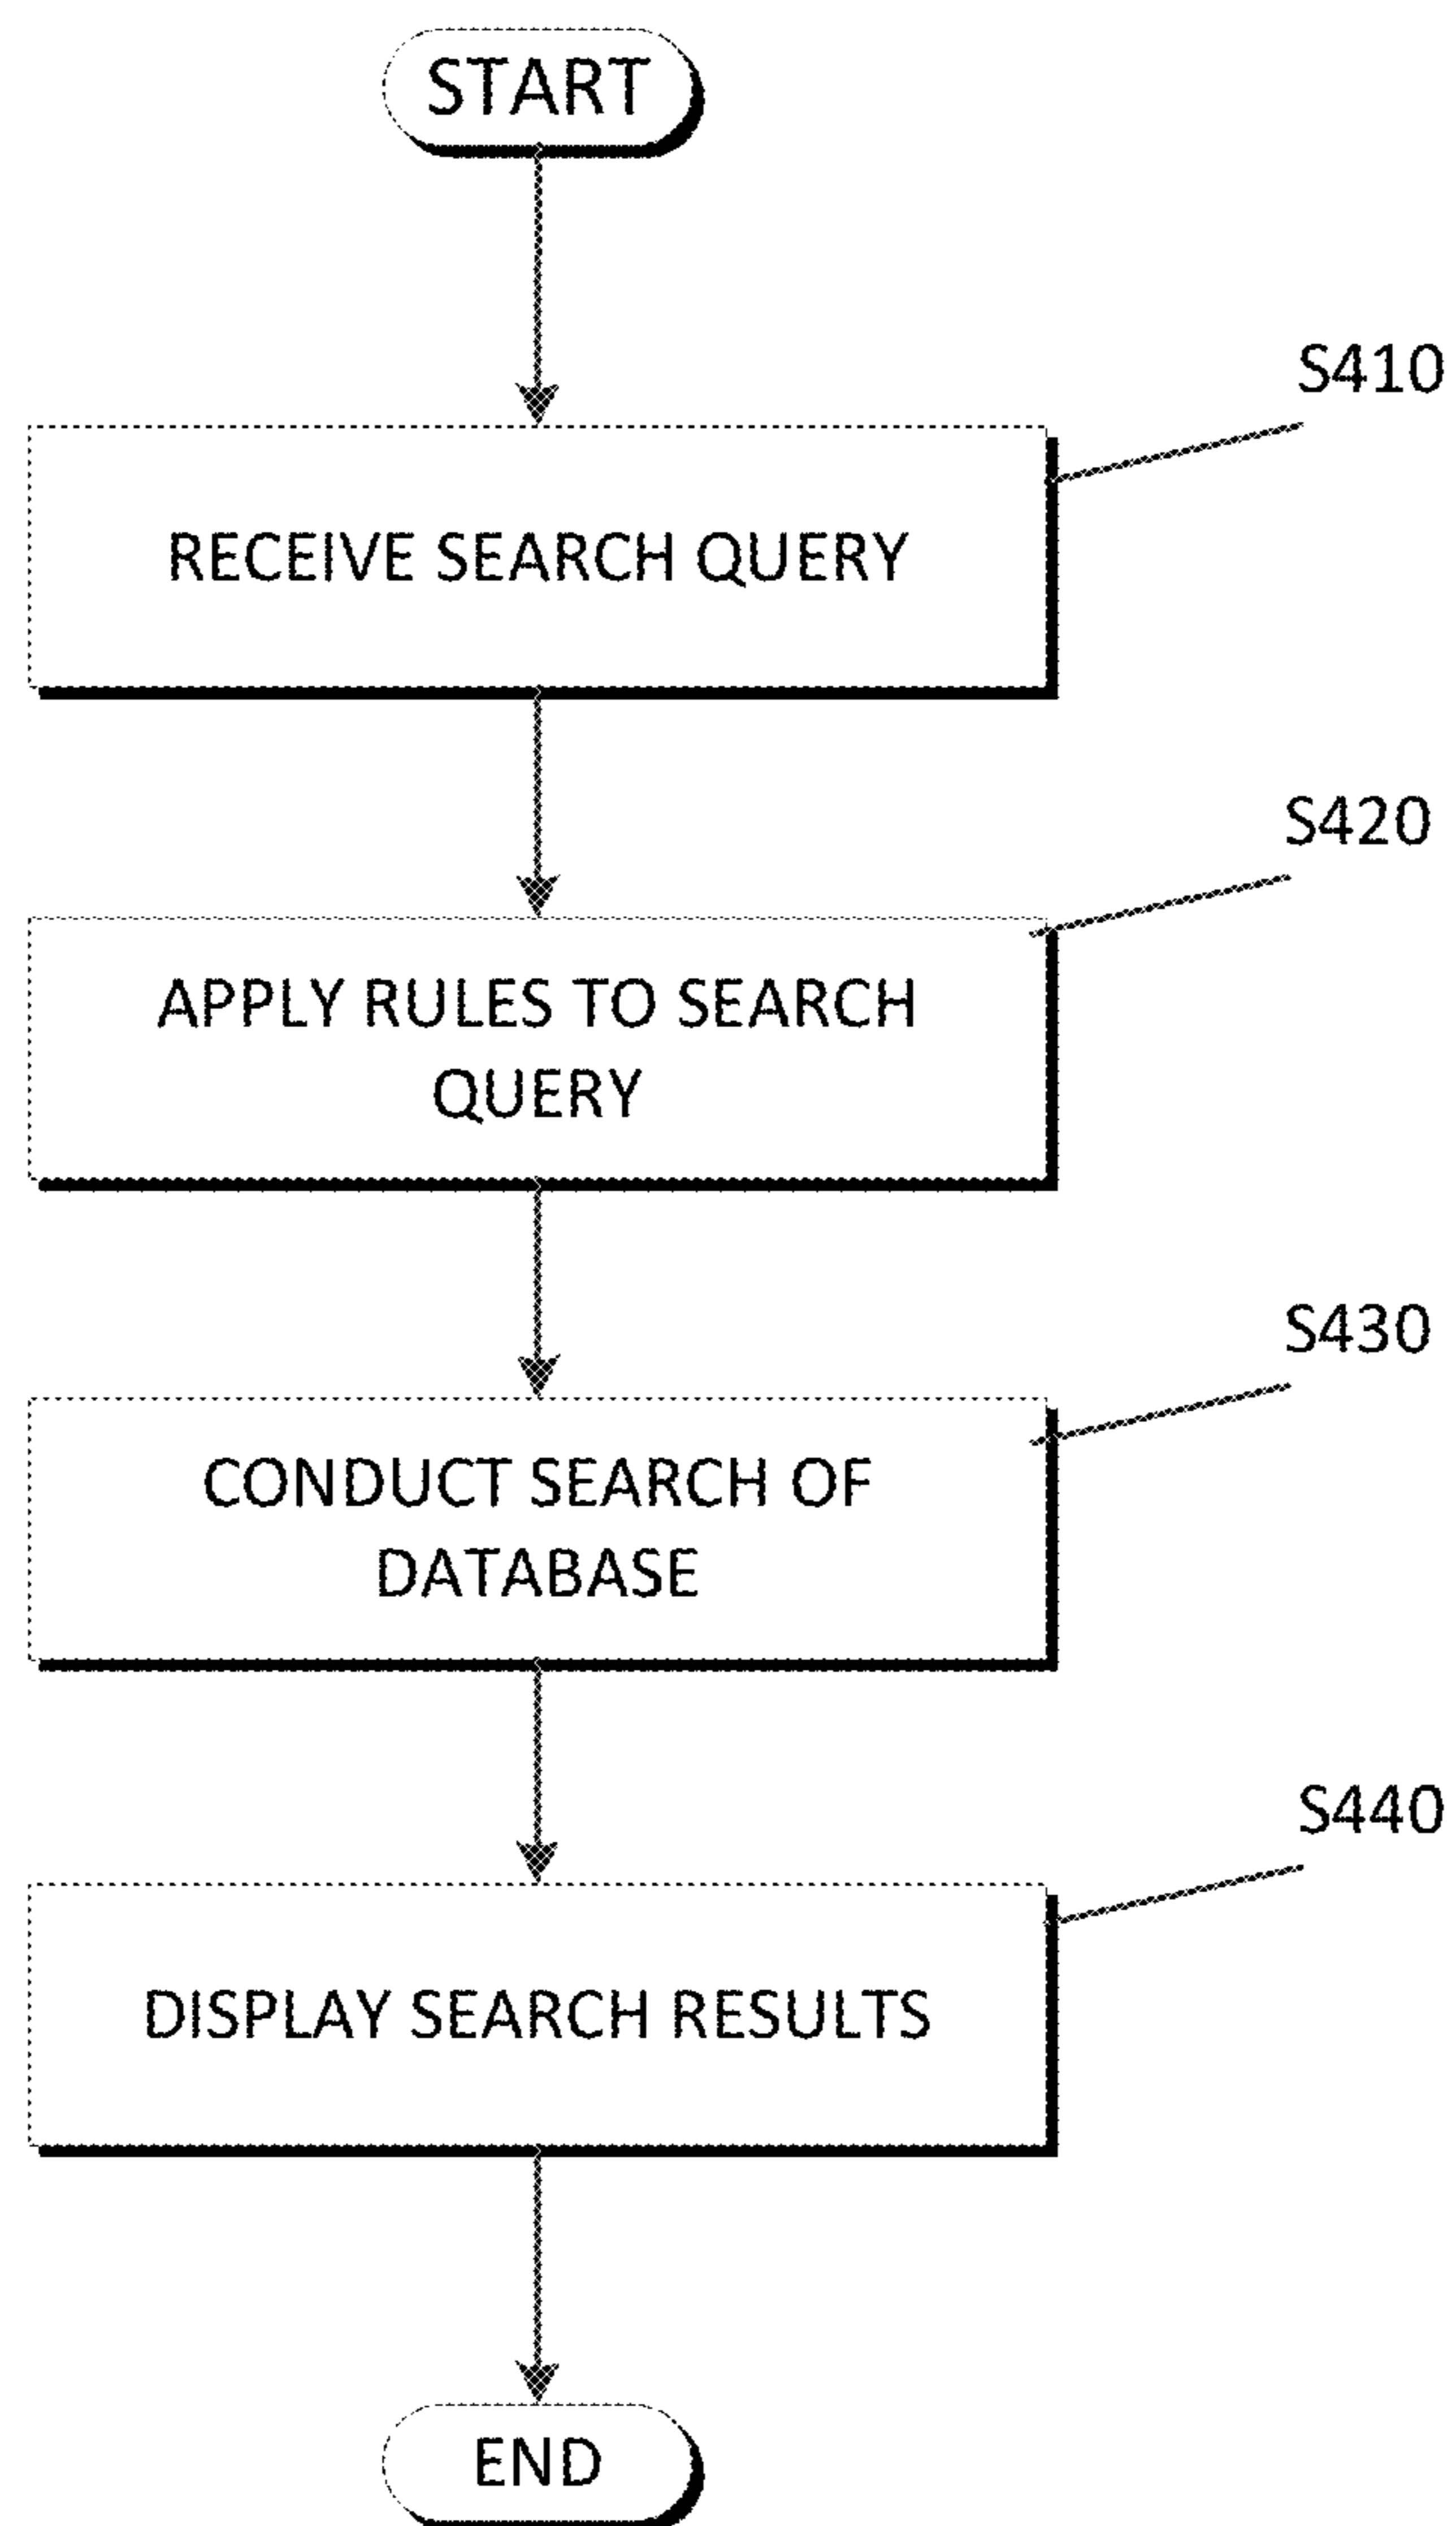 START
S410
RECEIVE SEARCH QUERY
S420
APPLY RULES TO SEARCH
QUERY
S430
CONDUCT SEARCH OF
DATABASE
S440
DISPLAY SEARCH RESULTS
END